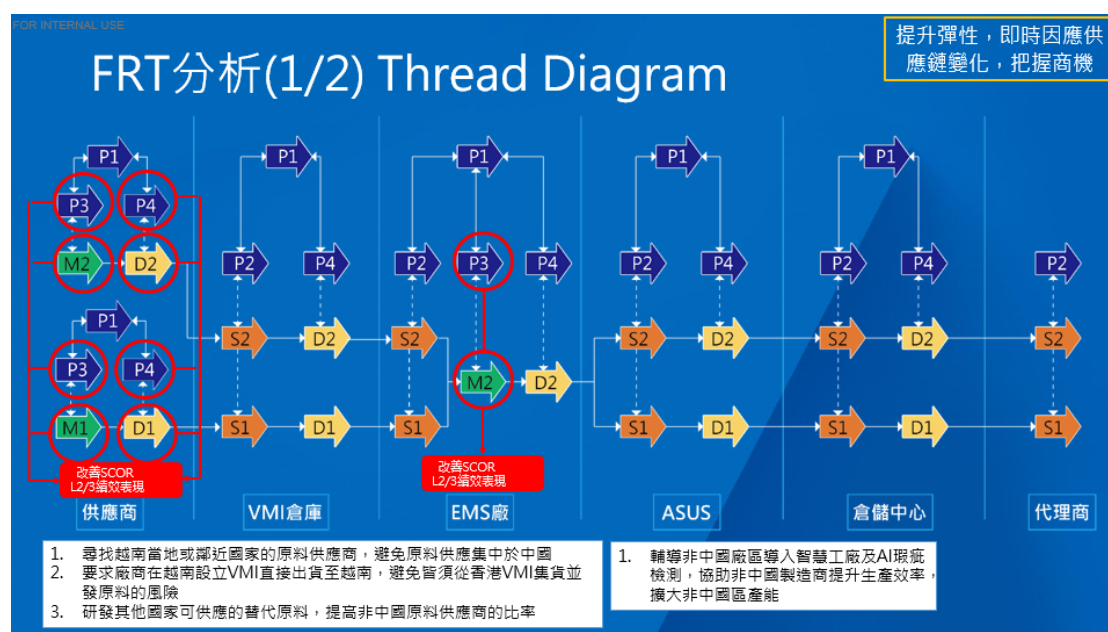 FOR INTERNAL USE
提升彈性，即時因應供
應鏈變化，把握商機
FRT分析(1/2) Thread Diagram
P1 P1 P1 P1 P1
P3 P4
M2 D2 P2 P4 P2 P3 P4 P2 P4 P2 P4 P2
P1
S2 D2 S2 S2 D2 S2 D2 S2
P3 P4
M2 D2
M1 D1 S1 D1 S1 S1 D1 S1 D1 S1
改善SCOR
L2/3績效表現
改善SCOR
L2/3績效表現
供應商 VMI倉庫 EMS廠 ASUS 倉儲中心 代理商
1. 尋找越南當地或鄰近國家的原料供應商，避免原料供應集中於中國
2. 要求廠商在越南設立VMI直接出貨至越南，避免皆須從香港VMI集貨並
發原料的風險
3. 研發其他國家可供應的替代原料，提高非中國原料供應商的比率
1. 輔導非中國廠區導入智慧工廠及AI瑕疵
檢測，協助非中國製造商提升生產效率，
擴大非中國區產能